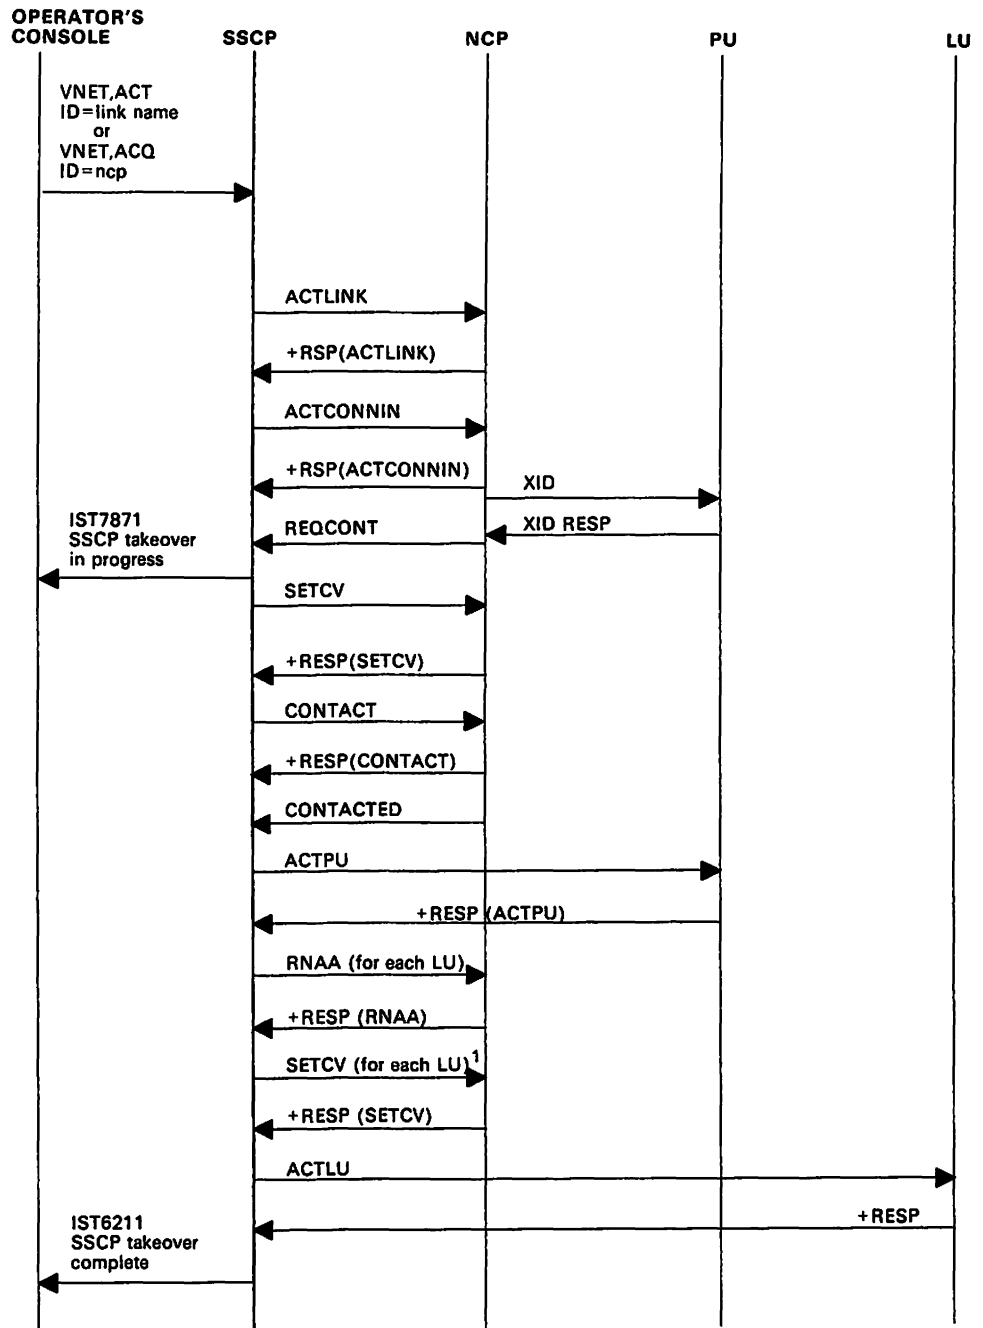 OPERATOR'S
CONSOLE
SSCP
NCP
PU
LU
VNET,ACT
ID=link name
or
VNET,ACQ
ID=ncp
ACTLINK
+RSP(ACTLINK)
ACTCONNIN
+RSP(ACTCONNIN)
XID
IST7871
SSCP takeover
in progress
REQCONT
XID RESP
SETCV
+RESP(SETCV)
CONTACT
+RESP(CONTACT)
CONTACTED
ACTPU
+RESP (ACTPU)
RNAA (for each LU)
+RESP (RNAA)
SETCV (for each LU)1
+RESP (SETCV)
ACTLU
+RESP
IST6211
SSCP takeover
complete